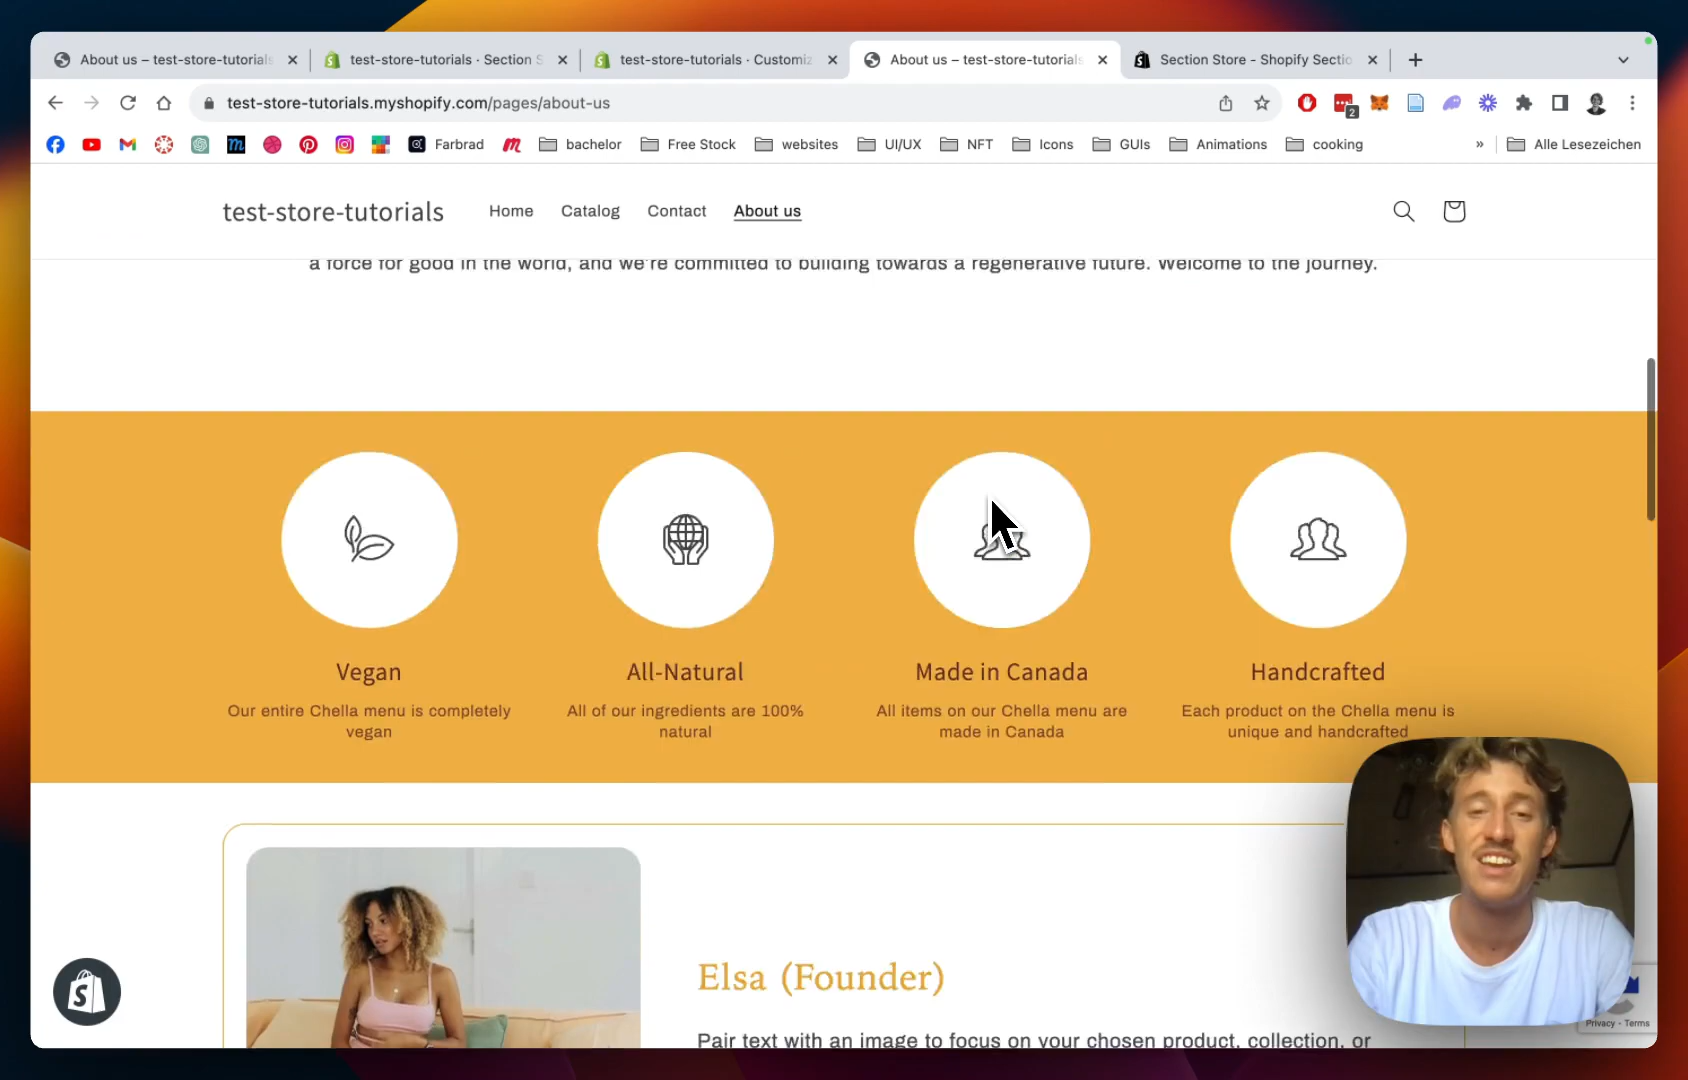 About us – test-store-tutorials
test-store-tutorials · Section S
test-store-tutorials · Customiz
About us – test-store-tutorials
Section Store - Shopify Sectio
test-store-tutorials.myshopify.com/pages/about-us
2
Farbrad
bachelor
Free Stock
websites
UI/UX
NFT
Icons
GUIs
Animations
cooking
»
Alle Lesezeichen
test-store-tutorials
Home
Catalog
Contact
About us
a force for good in the world, and we're committed to building towards a regenerative future. Welcome to the journey.
Vegan
Our entire Chella menu is completely
vegan
All-Natural
All of our ingredients are 100%
natural
Made in Canada
All items on our Chella menu are
made in Canada
Handcrafted
Each product on the Chella menu is
unique and handcrafted
Elsa (Founder)
Pair text with an image to focus on your chosen product, collection, or
Privacy - Terms